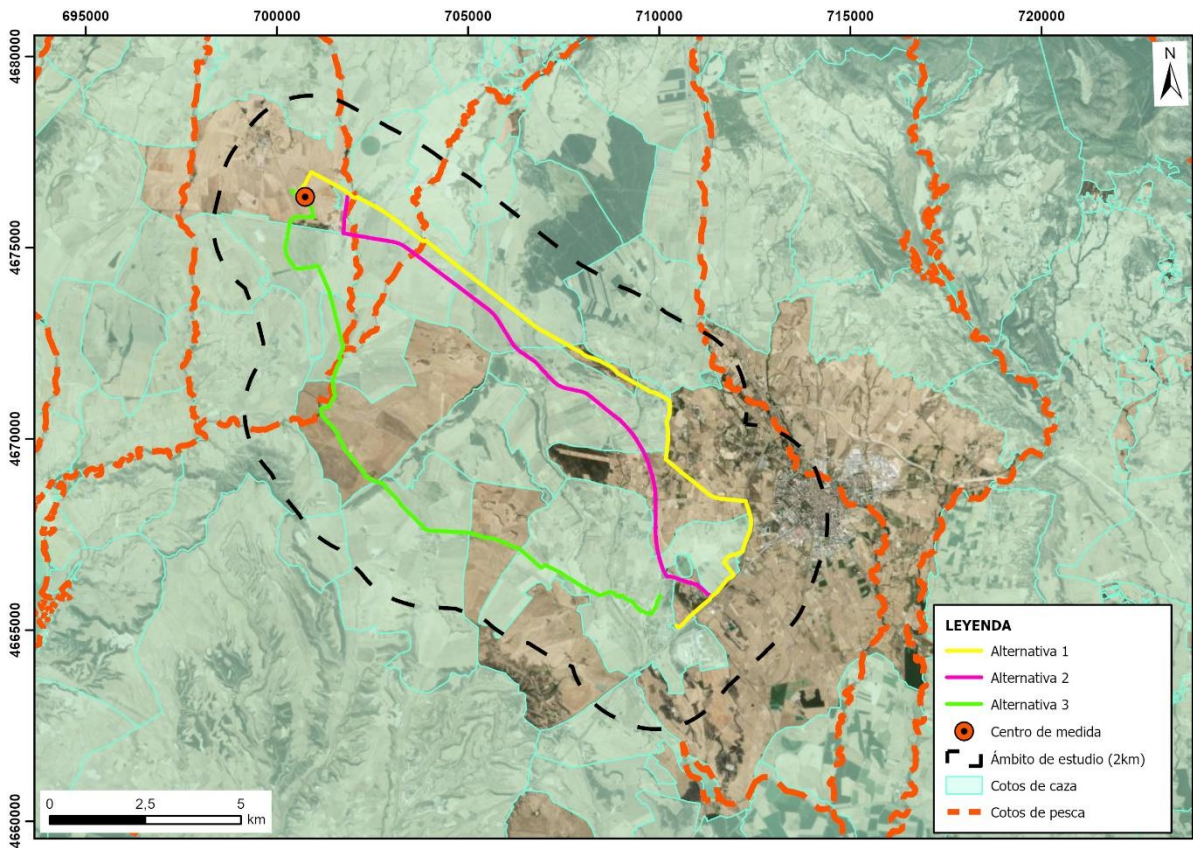 695000 700000 705000 710000 715000 720000
4680000
N
4675000
4670000
4665000
4660000
LEYENDA
Alternativa 1
Alternativa 2
Alternativa 3
Centro de medida
Ámbito de estudio (2km)
Cotos de caza
Cotos de pesca
0 2,5 5
km